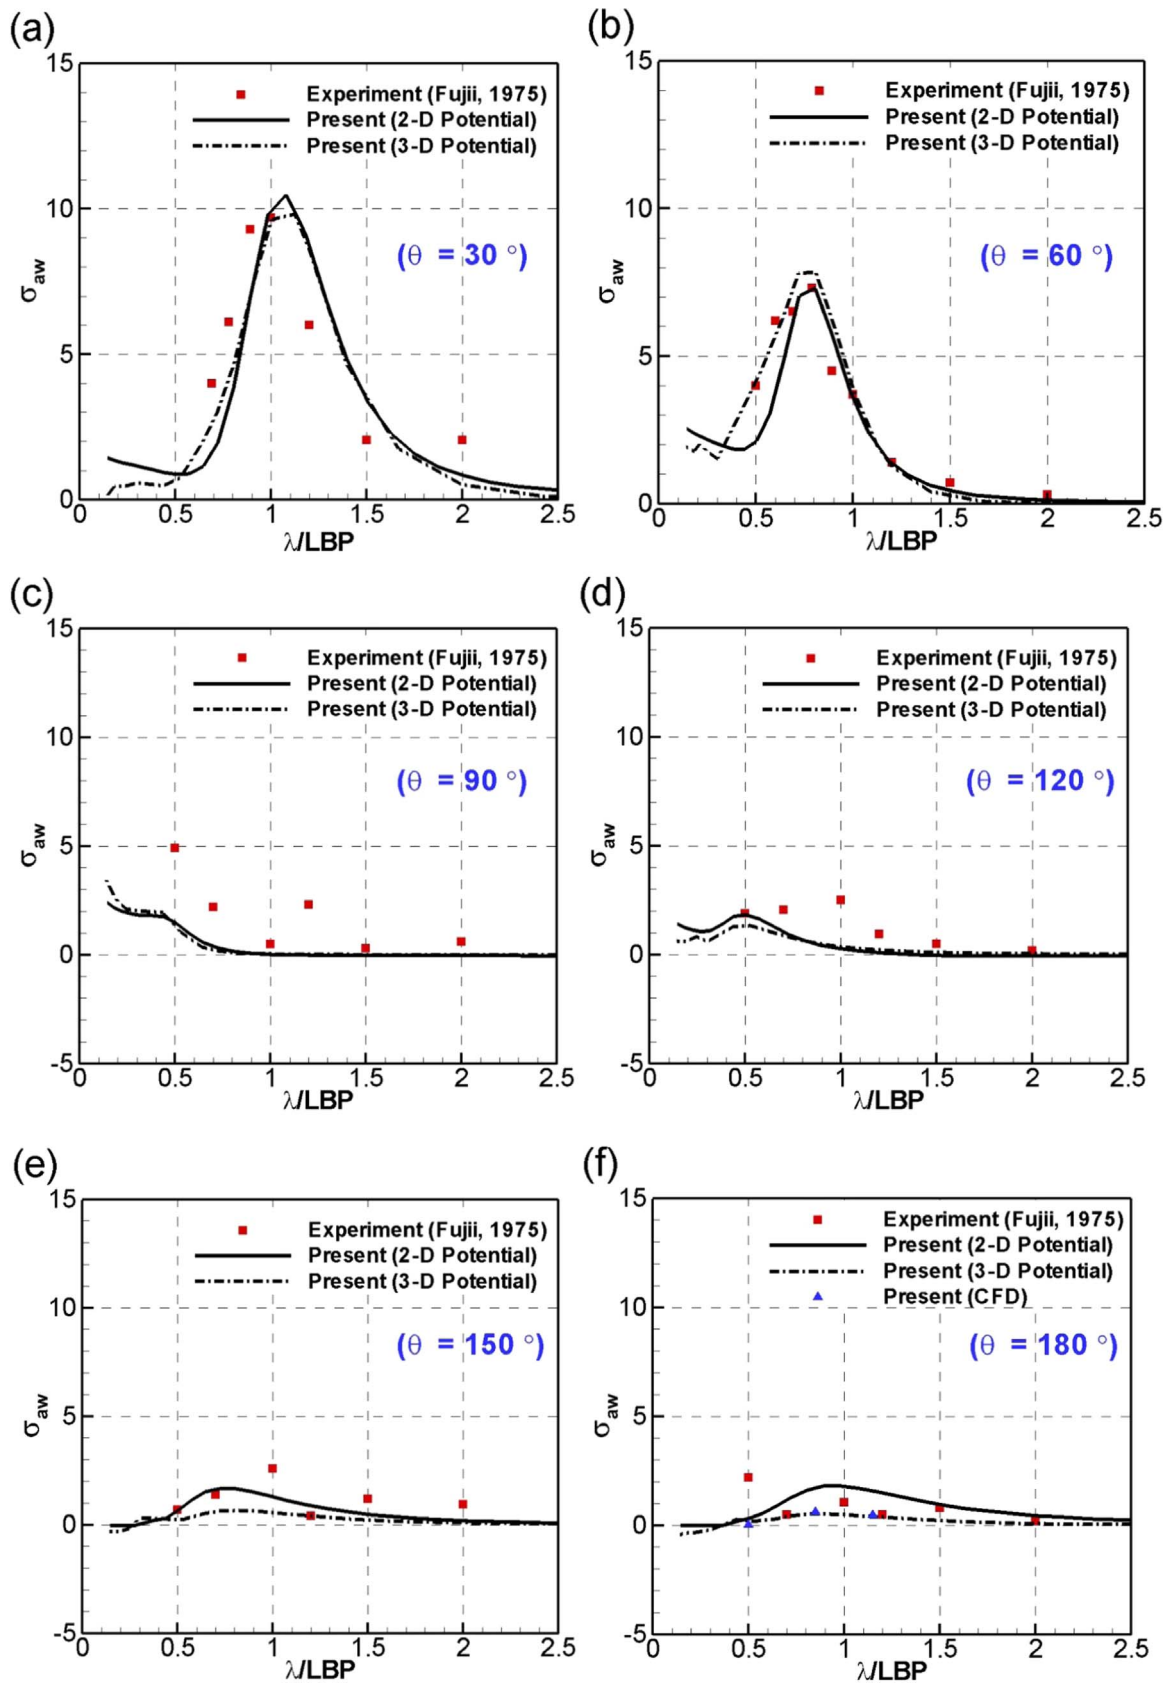 (a)
15
10
5
0
σaw
Experiment (Fujii, 1975)
Present (2-D Potential)
Present (3-D Potential)
(θ = 30 °)
0 0.5 1 1.5 2 2.5
λ/LBP
(b)
15
10
5
0
σaw
Experiment (Fujii, 1975)
Present (2-D Potential)
Present (3-D Potential)
(θ = 60 °)
0 0.5 1 1.5 2 2.5
λ/LBP
(c)
15
10
5
0
-5
σaw
Experiment (Fujii, 1975)
Present (2-D Potential)
Present (3-D Potential)
(θ = 90 °)
0 0.5 1 1.5 2 2.5
λ/LBP
(d)
15
10
5
0
-5
σaw
Experiment (Fujii, 1975)
Present (2-D Potential)
Present (3-D Potential)
(θ = 120 °)
0 0.5 1 1.5 2 2.5
λ/LBP
(e)
15
10
5
0
-5
σaw
Experiment (Fujii, 1975)
Present (2-D Potential)
Present (3-D Potential)
(θ = 150 °)
0 0.5 1 1.5 2 2.5
λ/LBP
(f)
15
10
5
0
-5
σaw
Experiment (Fujii, 1975)
Present (2-D Potential)
Present (3-D Potential)
Present (CFD)
(θ = 180 °)
0 0.5 1 1.5 2 2.5
λ/LBP